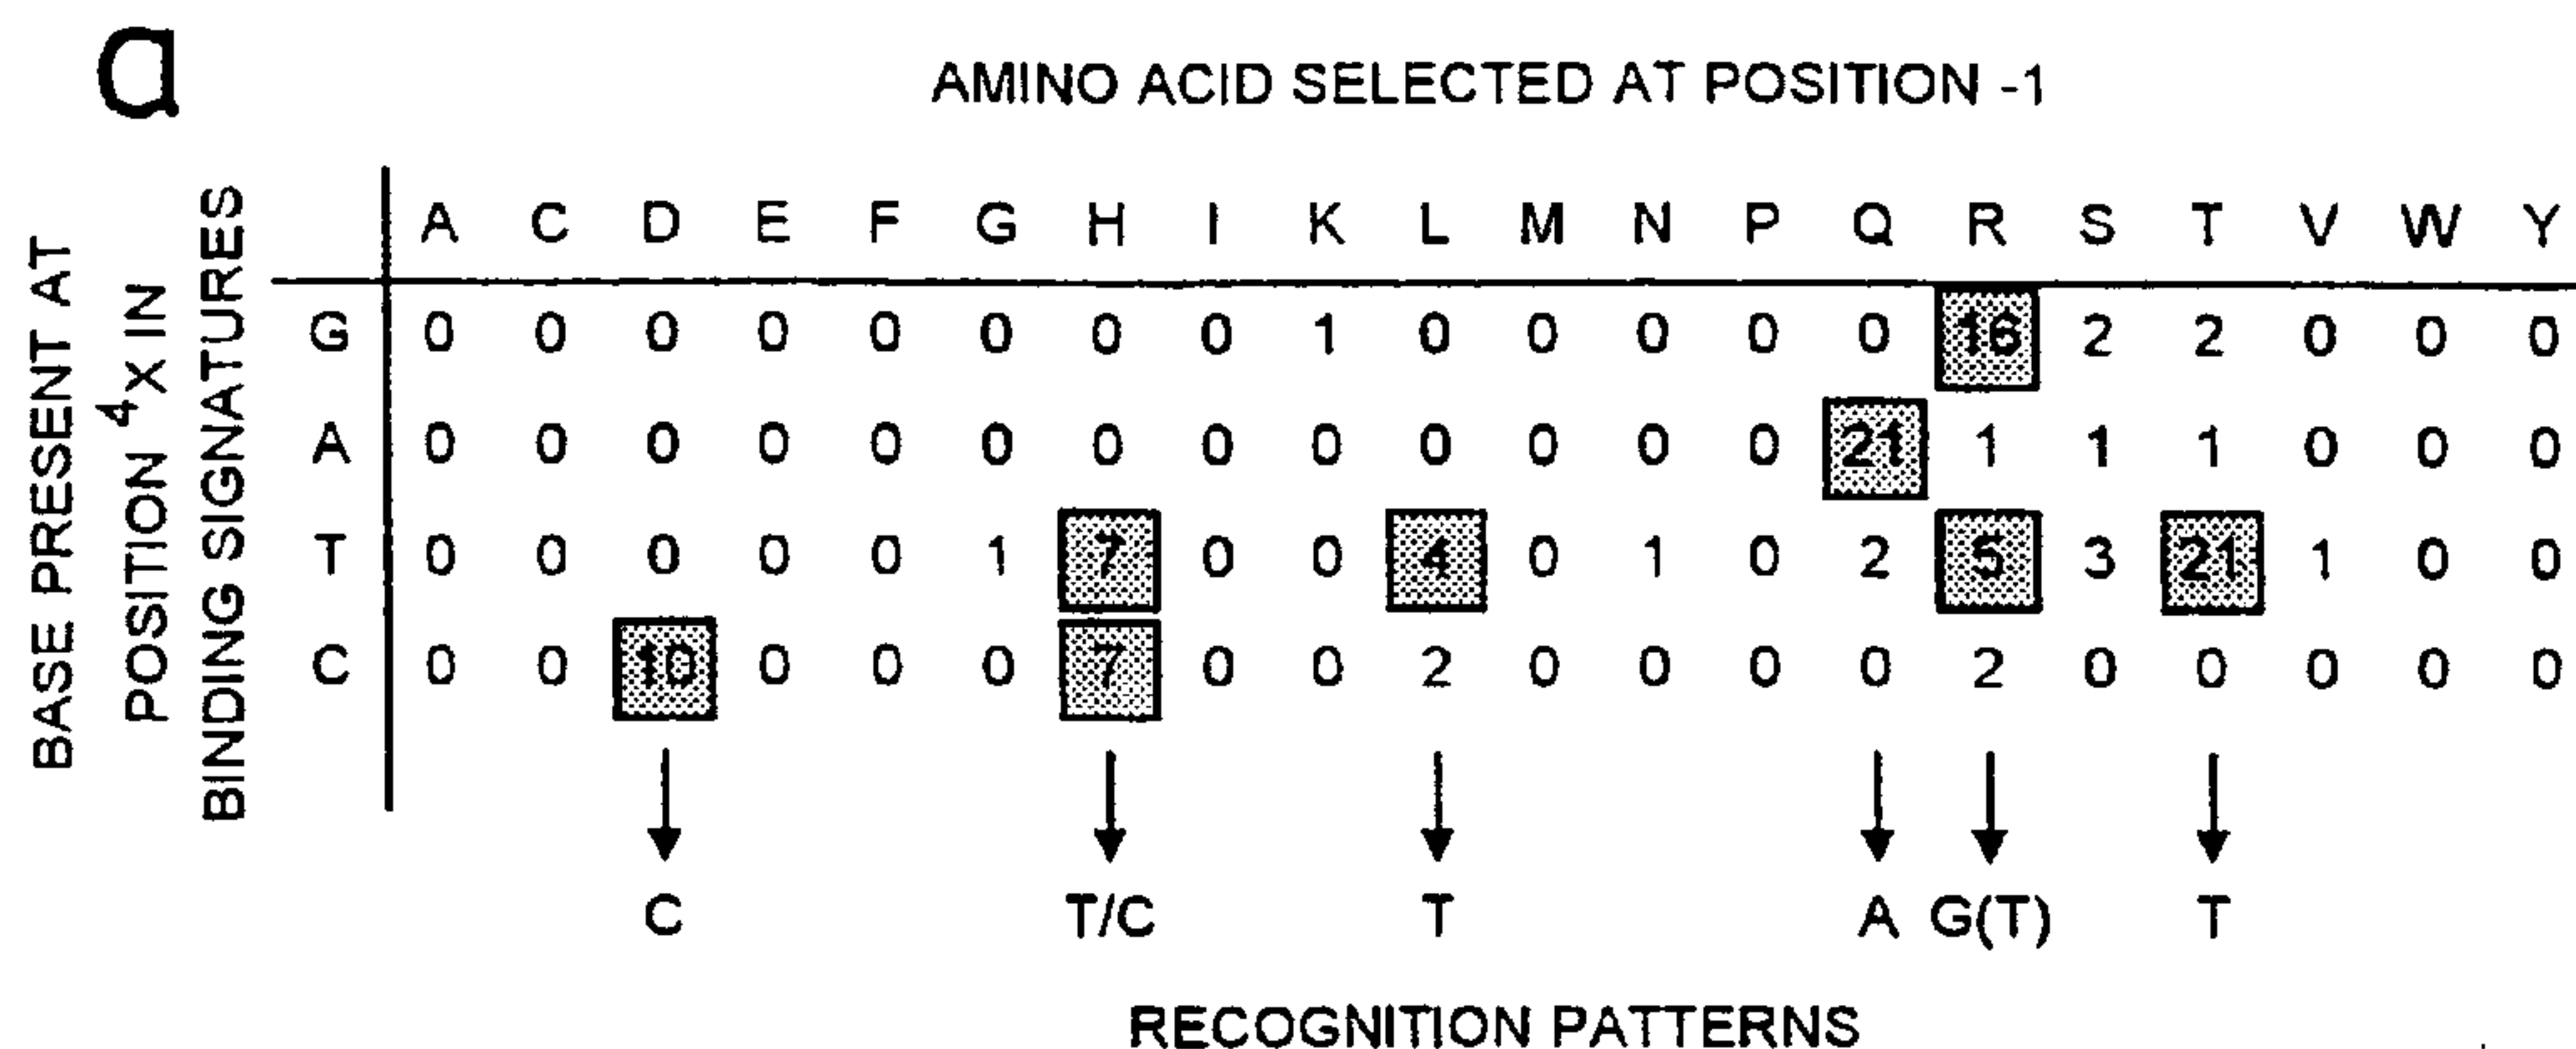 a
AMINO ACID SELECTED AT POSITION -1
BASE PRESENT AT
POSITION ⁴X IN
BINDING SIGNATURES
A C D E F G H I K L M N P Q R S T V W Y
G 0 0 0 0 0 0 0 0 1 0 0 0 0 0 16 2 2 0 0 0
A 0 0 0 0 0 0 0 0 0 0 0 0 0 21 1 1 1 0 0 0
T 0 0 0 0 0 1 7 0 0 4 0 1 0 2 5 3 21 1 0 0
C 0 0 10 0 0 0 7 0 0 2 0 0 0 0 2 0 0 0 0 0
C T/C T A G(T) T
RECOGNITION PATTERNS